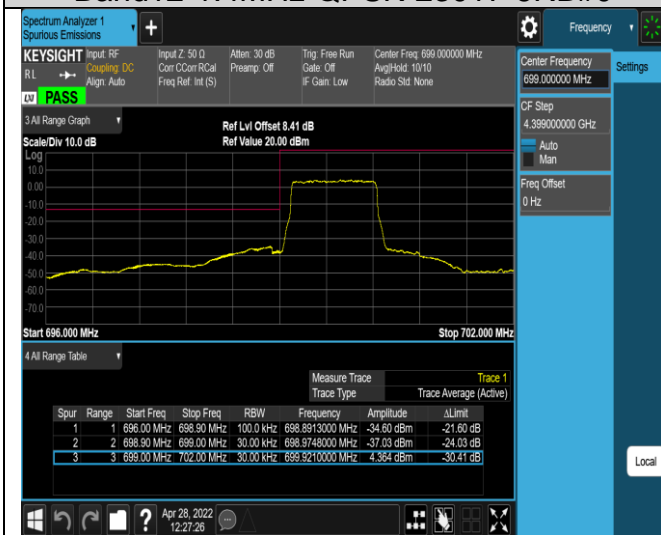 Spectrum Analyzer 1
Spurious Emissions
Frequency
KEYSIGHT
Input: RF
Input Z: 50 Ω
Atten: 30 dB
Trig: Free Run
Center Freq: 699.000000 MHz
RL
Coupling: DC
Corr CCorr RCal
Preamp: Off
Gate: Off
Avg|Hold: 10/10
Align: Auto
Freq Ref: Int (S)
IF Gain: Low
Radio Std: None
LXI
PASS
Center Frequency
699.000000 MHz
Settings
CF Step
4.399000000 GHz
Auto
Man
Freq Offset
0 Hz
3 All Range Graph
Ref Lvl Offset 8.41 dB
Scale/Div 10.0 dB
Ref Value 20.00 dBm
Log
10.0
0.00
-10.0
-20.0
-30.0
-40.0
-50.0
-60.0
-70.0
Start 696.000 MHz
Stop 702.000 MHz
4 All Range Table
Measure Trace
Trace 1
Trace Type
Trace Average (Active)
Spur Range Start Freq Stop Freq RBW Frequency Amplitude ΔLimit
1 1 696.00 MHz 698.90 MHz 100.0 kHz 698.8913000 MHz -34.60 dBm -21.60 dB
2 2 698.90 MHz 699.00 MHz 30.00 kHz 698.9748000 MHz -37.03 dBm -24.03 dB
3 3 699.00 MHz 702.00 MHz 30.00 kHz 699.9210000 MHz 4.364 dBm -30.41 dB
Local
Apr 28, 2022
12:27:26